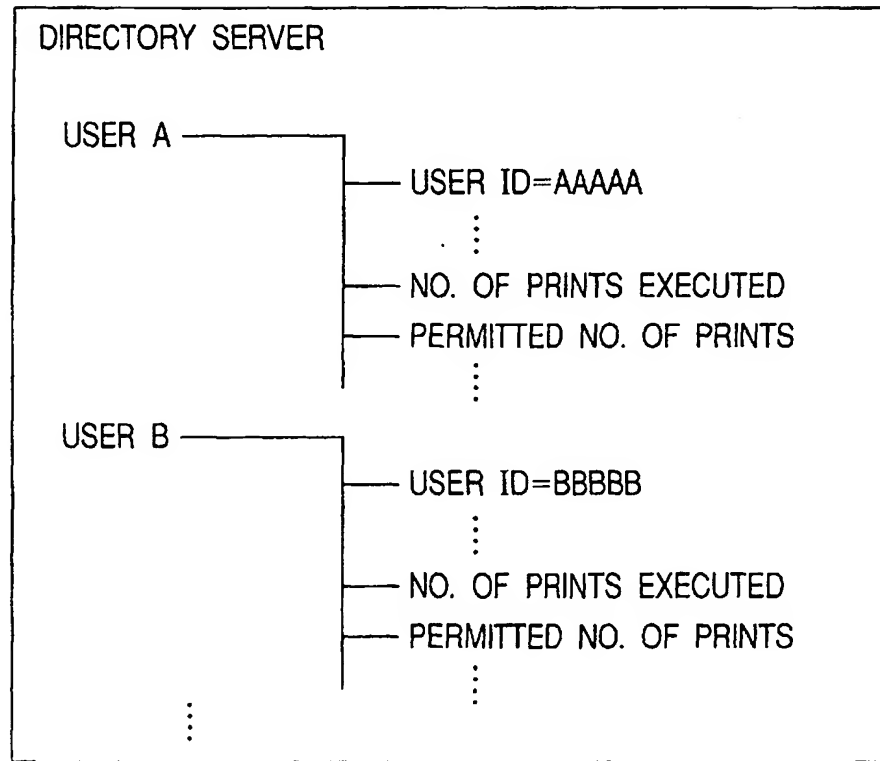 DIRECTORY SERVER
USER A
USER ID=AAAAA
NO. OF PRINTS EXECUTED
PERMITTED NO. OF PRINTS
USER B
USER ID=BBBBB
NO. OF PRINTS EXECUTED
PERMITTED NO. OF PRINTS